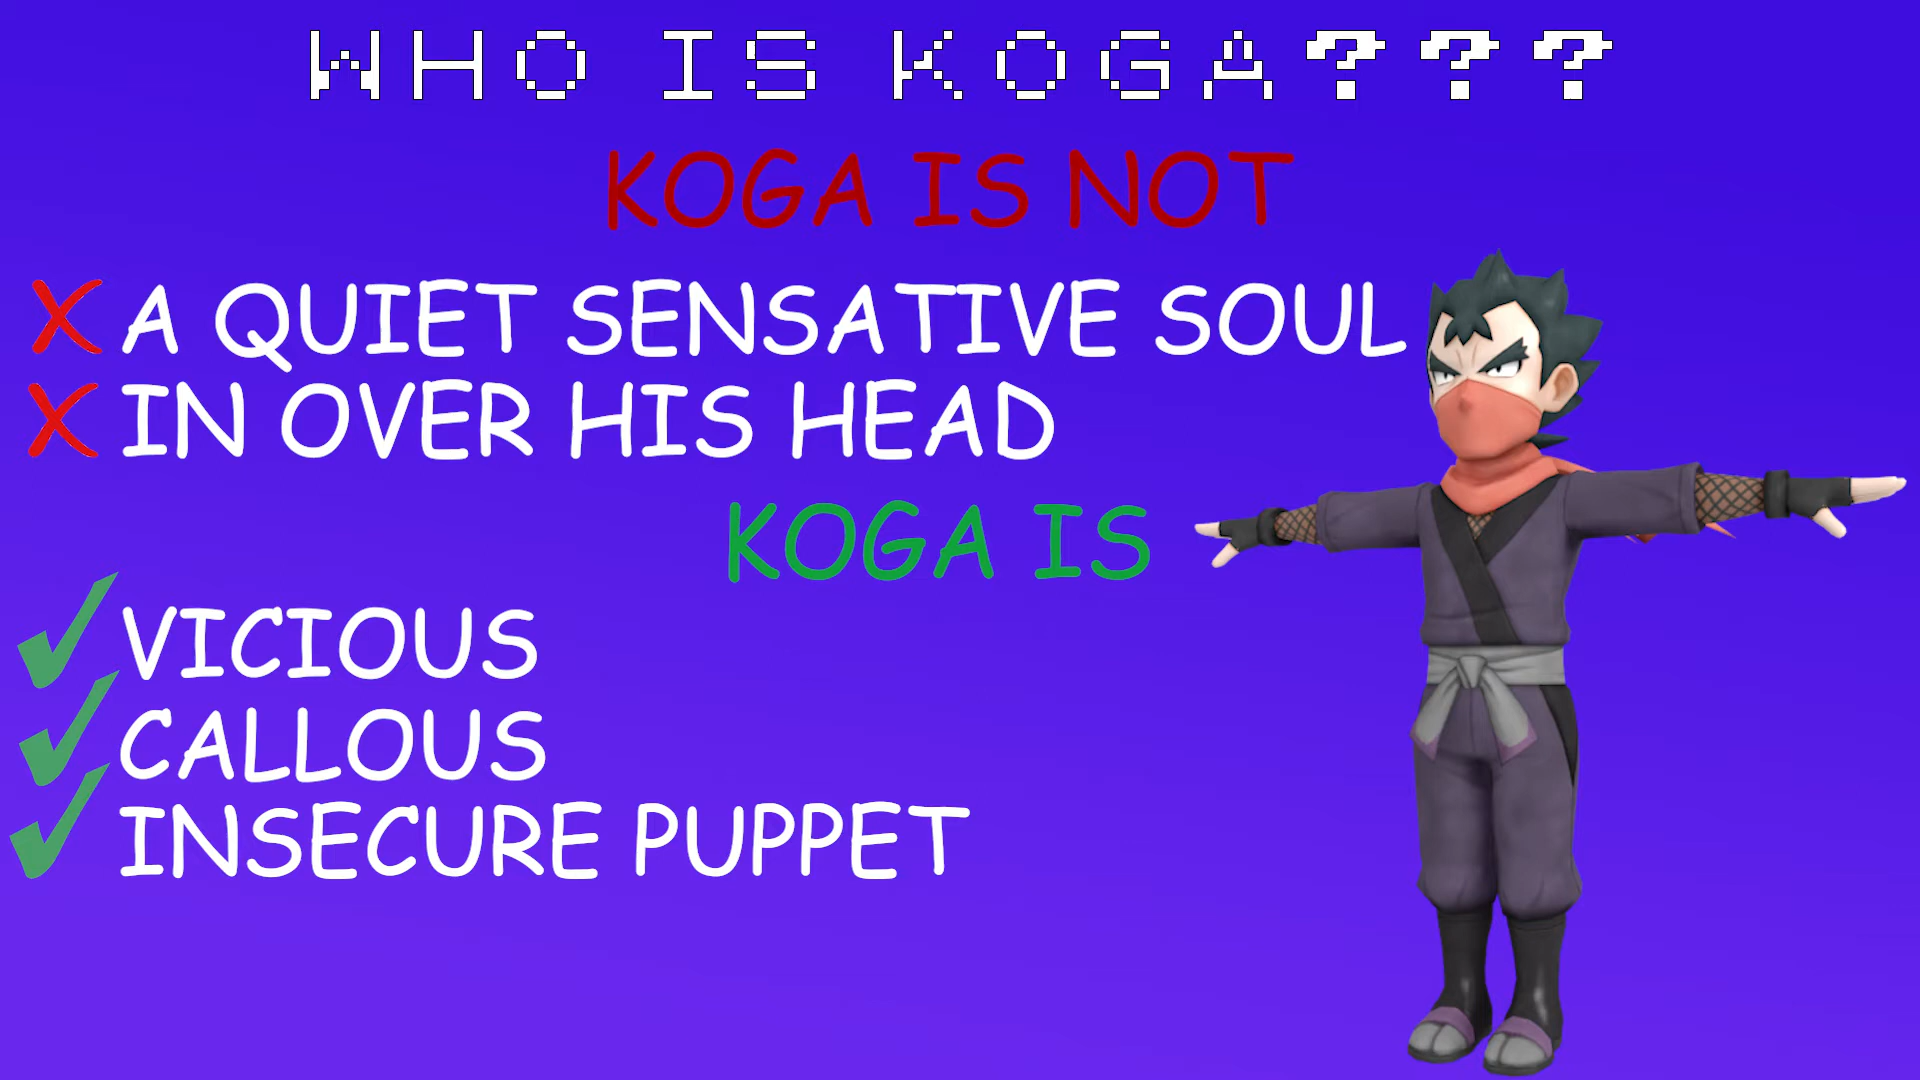 WHO IS KOGA???
KOGA IS NOT
X A QUIET SENSATIVE SOUL
X IN OVER HIS HEAD
KOGA IS
✓ VICIOUS
✓ CALLOUS
✓ INSECURE PUPPET